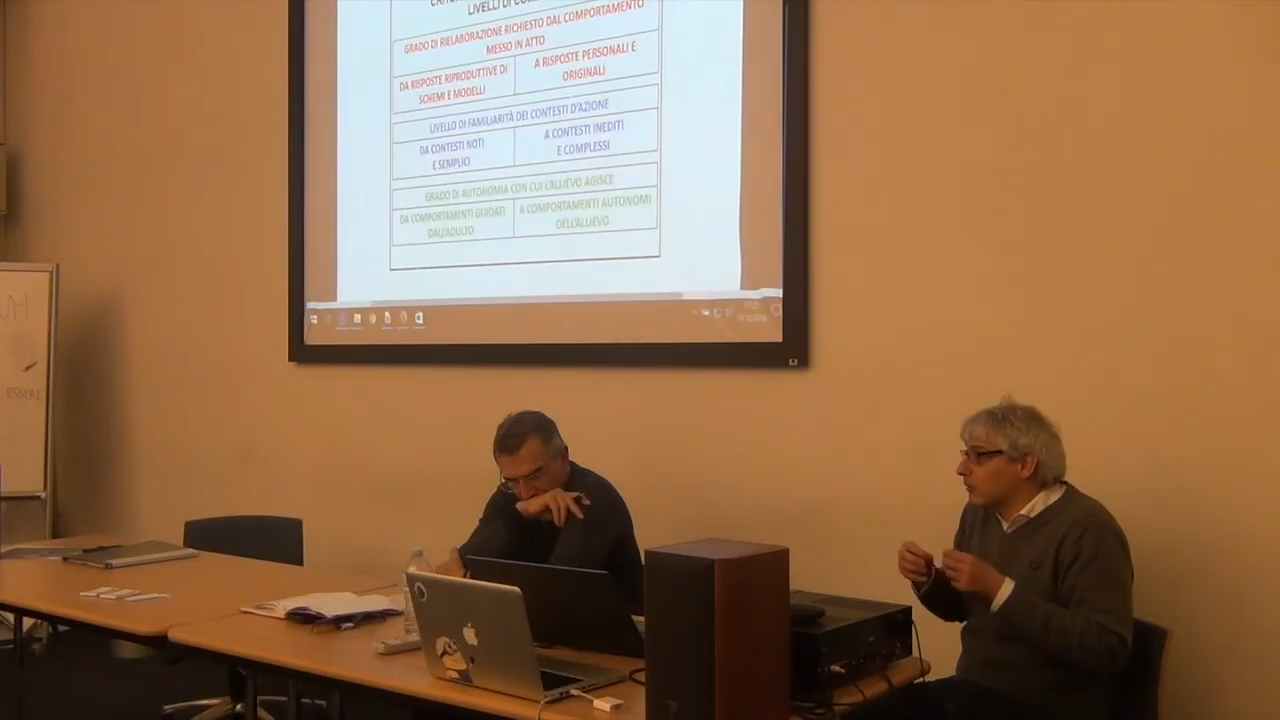 LIVELLI DI
GRADO DI RIELABORAZIONE RICHIESTO DAL COMPORTAMENTO
MESSO IN ATTO
DA RISPOSTE RIPRODUTTIVE DI
SCHEMI E MODELLI
A RISPOSTE PERSONALI E
ORIGINALI
LIVELLO DI FAMILIARITÀ DEI CONTESTI D'AZIONE
DA CONTESTI NOTI
E SEMPLICI
A CONTESTI INEDITI
E COMPLESSI
GRADO DI AUTONOMIA CON CUI L'ALLIEVO AGISCE
DA COMPORTAMENTI GUIDATI
DALL'ADULTO
A COMPORTAMENTI AUTONOMI
DELL'ALLIEVO